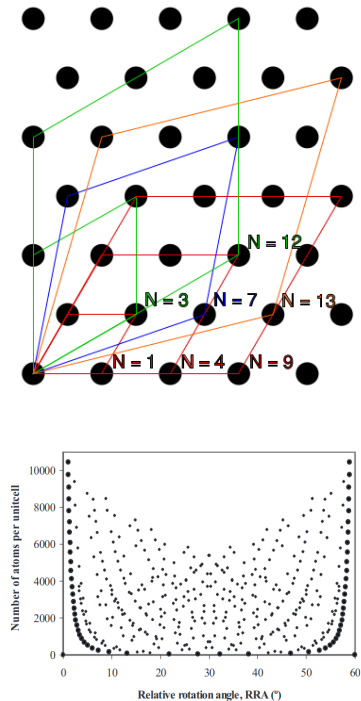 N = 12
N = 3
N = 7
N = 13
N = 1
N = 4
N = 9
Number of atoms per unitcell
10000
8000
6000
4000
2000
0
0
10
20
30
40
50
60
Relative rotation angle, RRA (º)